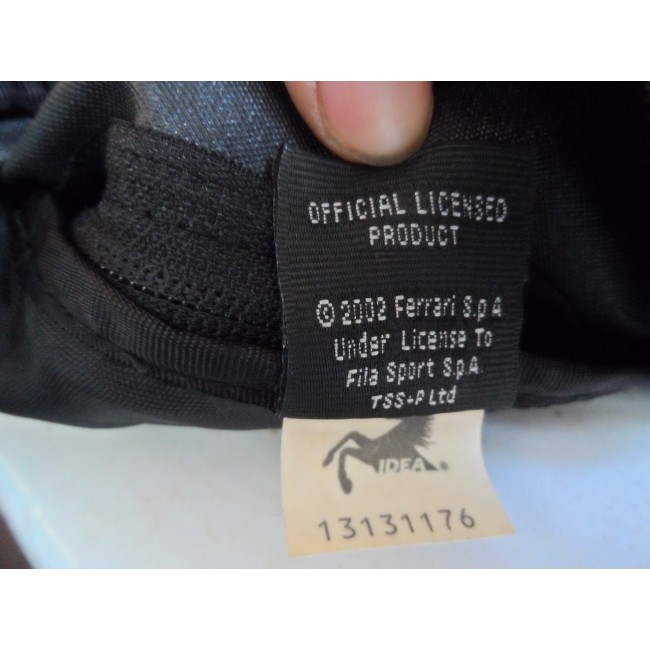 OFFICIAL LICENSED
PRODUCT
© 2002 Ferrari S.p.A
Under License To
Fila Sport S.p.A.
TSS+P Ltd
IDEA ®
13131176